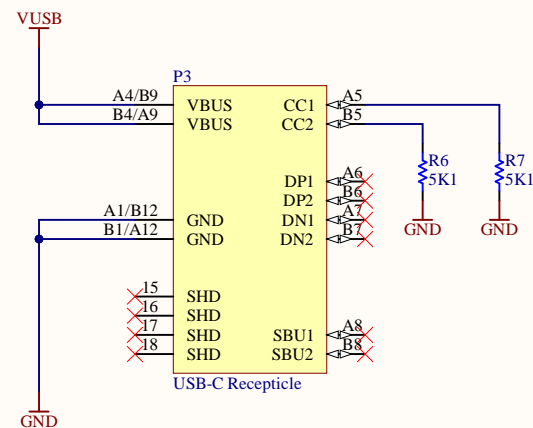 VUSB
P3
A4/B9 VBUS CC1 A5
B4/A9 VBUS CC2 B5
R6 R7
5K1 5K1
DP1 A6
DP2 B6
A1/B12 GND DN1 A7
B1/A12 GND DN2 B7
GND GND
15 SHD
16 SHD
17 SHD SBU1 A8
18 SHD SBU2 B8
USB-C Recepticle
GND